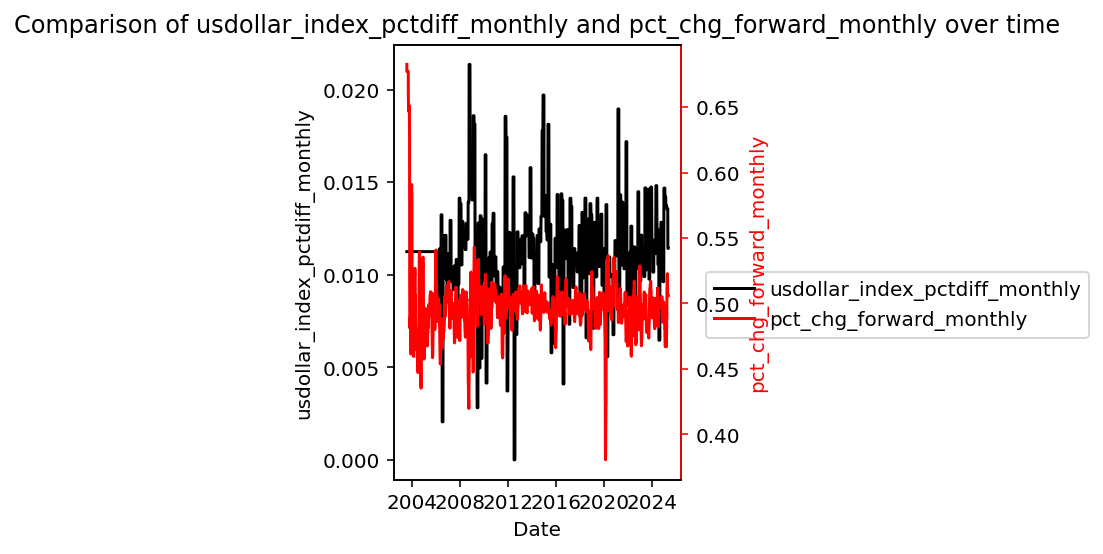 Comparison of usdollar_index_pctdiff_monthly and pct_chg_forward_monthly over time
usdollar_index_pctdiff_monthly
0.020
0.015
0.010
0.005
0.000
0.65
0.60
0.55
0.50
0.45
0.40
pct_chg_forward_monthly
usdollar_index_pctdiff_monthly
pct_chg_forward_monthly
2004 2008 2012 2016 2020 2024
Date